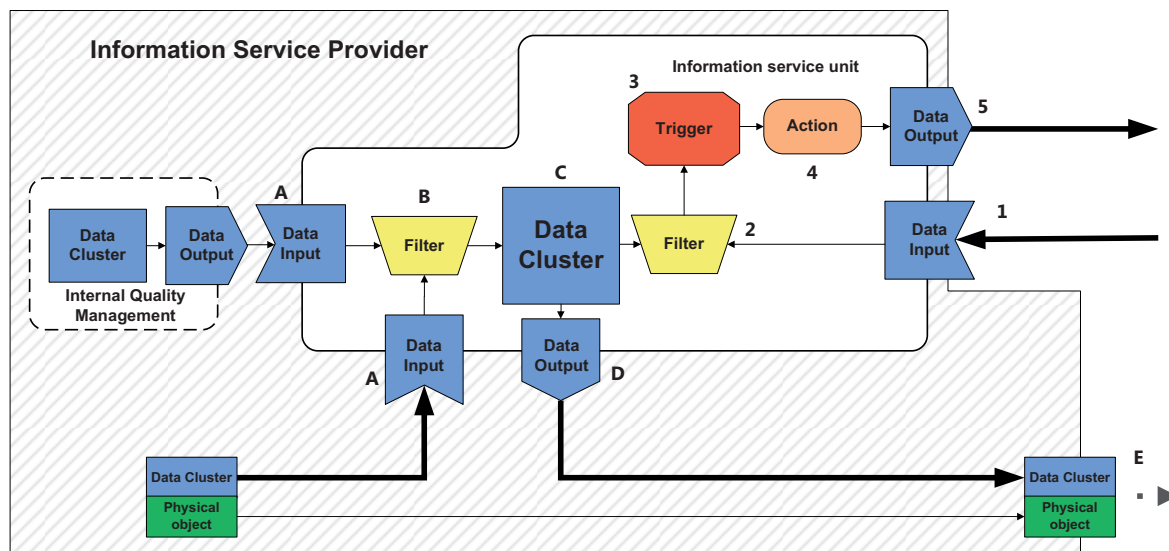 Information Service Provider
Information service unit
3
Trigger
Action
4
Data
Output
5
A
Data
Cluster
Data
Output
Internal Quality
Management
Data
Input
B
Filter
C
Data
Cluster
Filter
2
Data
Input
1
A
Data
Input
Data
Output
D
Data Cluster
Physical
object
Data Cluster
Physical
object
E